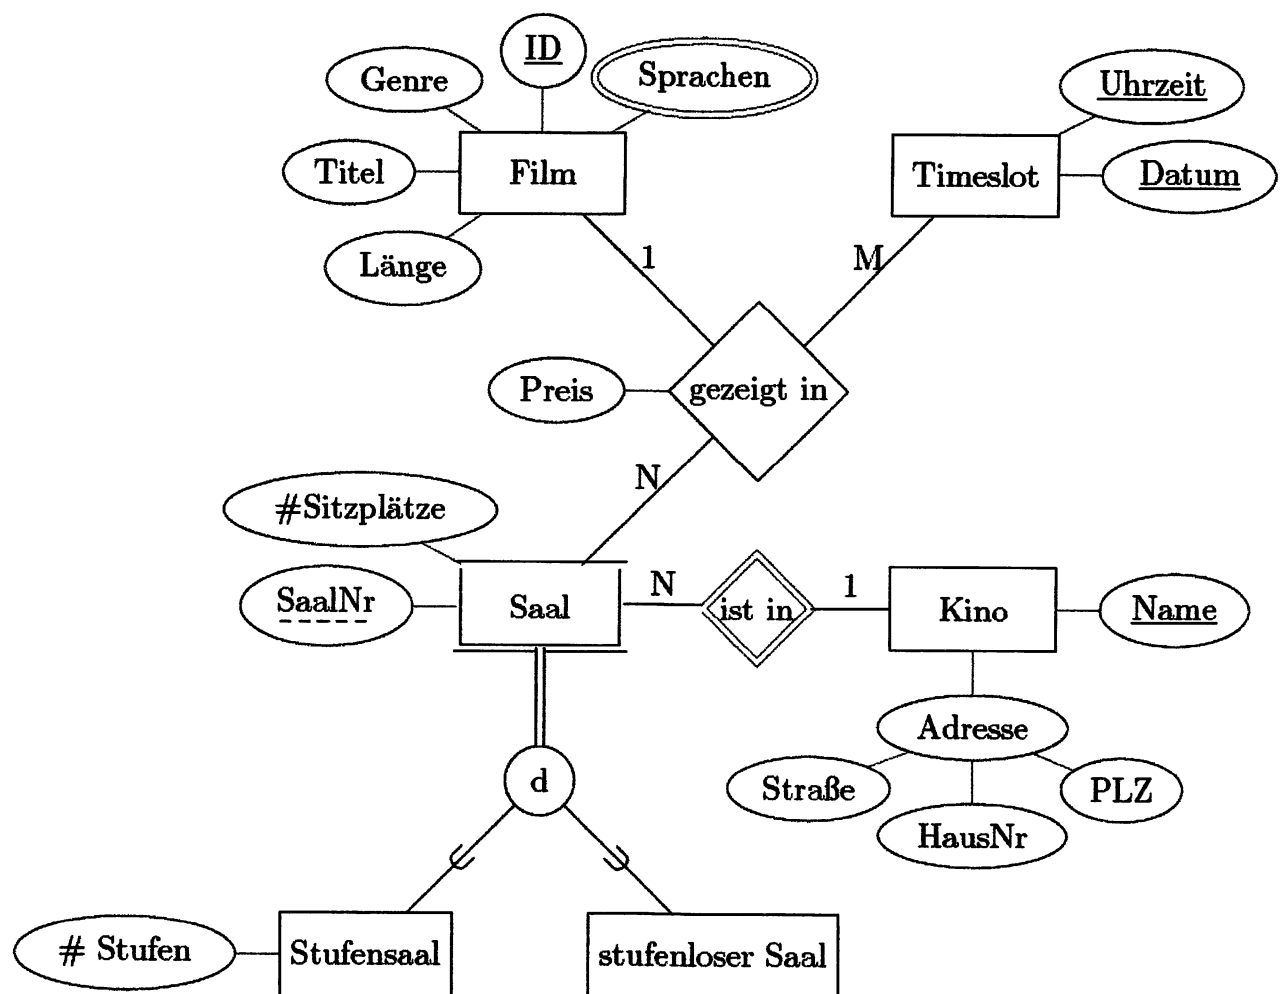 ID
Genre
Sprachen
Uhrzeit
Titel
Film
Timeslot
Datum
Länge
1
M
Preis
gezeigt in
N
#Sitzplätze
SaalNr
Saal
N
ist in
1
Kino
Name
Adresse
Straße
PLZ
HausNr
d
# Stufen
Stufensaal
stufenloser Saal